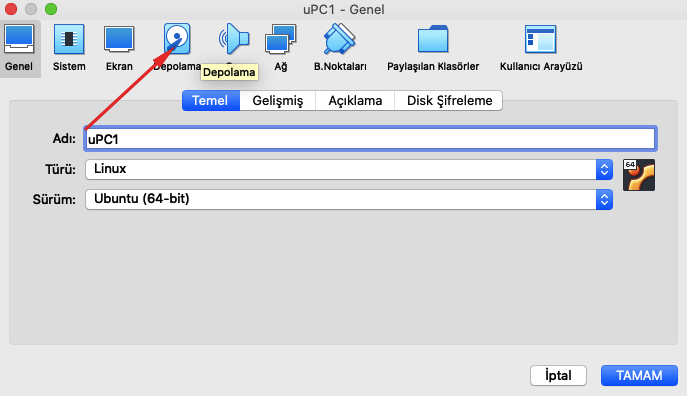 uPC1 - Genel
Genel Sistem Ekran Depolama Ağ B.Noktaları Paylaşılan Klasörler Kullanıcı Arayüzü
Depolama
Temel Gelişmiş Açıklama Disk Şifreleme
Adı: uPC1
Türü: Linux
64
Sürüm: Ubuntu (64-bit)
İptal TAMAM